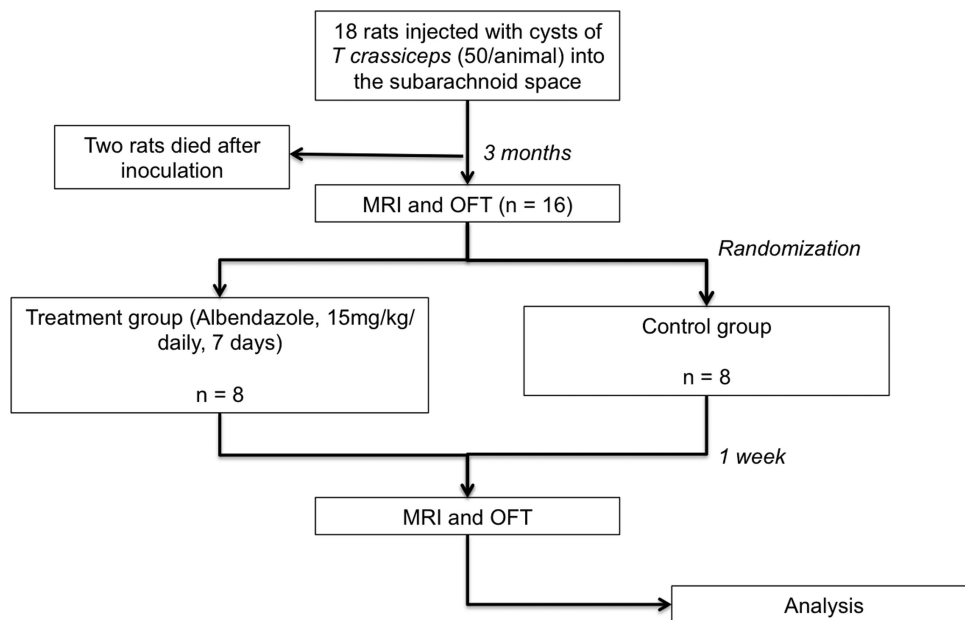 18 rats injected with cysts of
T crassiceps (50/animal) into
the subarachnoid space
Two rats died after
inoculation
3 months
MRI and OFT (n = 16)
Randomization
Treatment group (Albendazole, 15mg/kg/
daily, 7 days)
n = 8
Control group
n = 8
1 week
MRI and OFT
Analysis